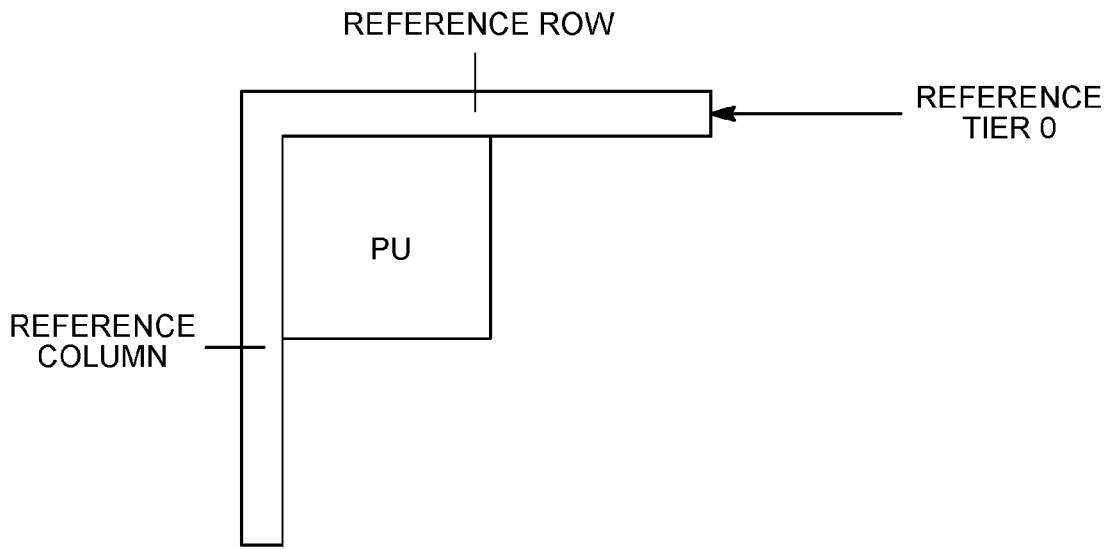 REFERENCE ROW
REFERENCE
TIER 0
PU
REFERENCE
COLUMN